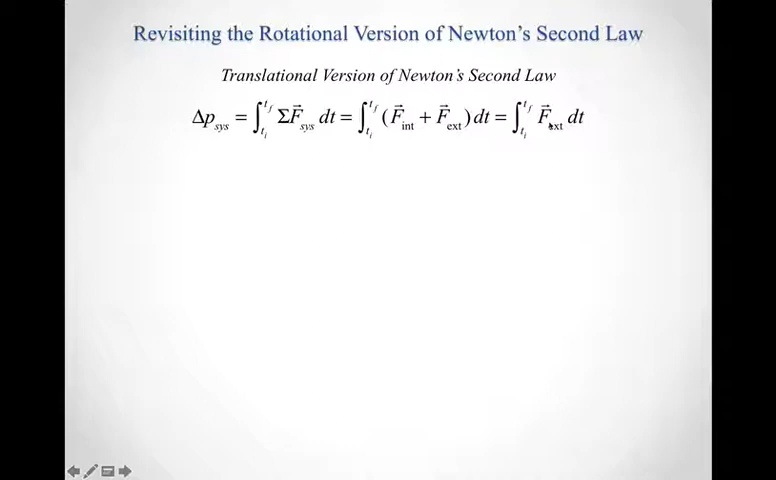 Revisiting the Rotational Version of Newton's Second Law
Translational Version of Newton's Second Law
Δp_sys = ∫_{t_i}^{t_f} ΣF⃗_sys dt = ∫_{t_i}^{t_f} (F⃗_int + F⃗_ext) dt = ∫_{t_i}^{t_f} F⃗_ext dt